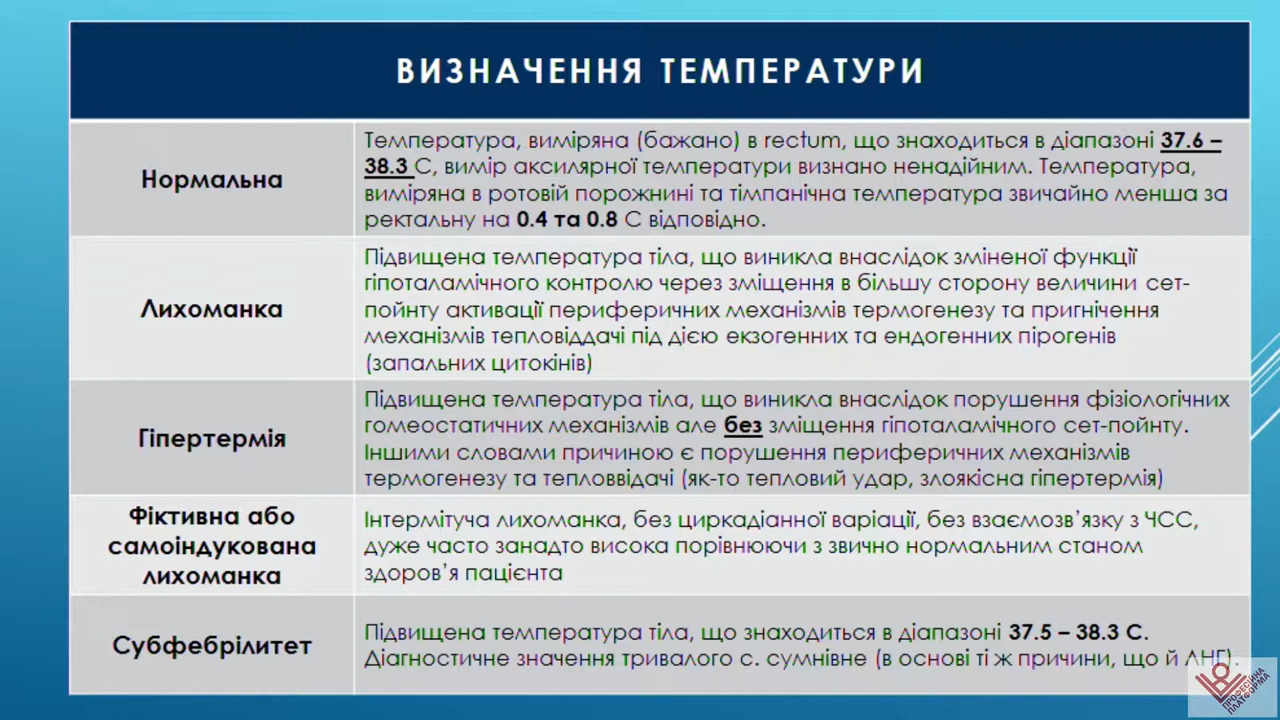 ВИЗНАЧЕННЯ ТЕМПЕРАТУРИ
Нормальна
Температура, виміряна (бажано) в rectum, що знаходиться в діапазоні 37.6 –
38.3 С, вимір аксилярної температури визнано ненадійним. Температура,
виміряна в ротовій порожнині та тімпанічна температура звичайно менша за
ректальну на 0.4 та 0.8 С відповідно.
Лихоманка
Підвищена температура тіла, що виникла внаслідок зміненої функції
гіпоталамічного контролю через зміщення в більшу сторону величини сет-
пойнту активації периферичних механізмів термогенезу та пригнічення
механізмів тепловіддачі під дією екзогенних та ендогенних пірогенів
(запальних цитокінів)
Гіпертермія
Підвищена температура тіла, що виникла внаслідок порушення фізіологічних
гомеостатичних механізмів але без зміщення гіпоталамічного сет-пойнту.
Іншими словами причиною є порушення периферичних механізмів
термогенезу та тепловвідачі (як-то тепловий удар, злоякісна гіпертермія)
Фіктивна або
самоіндукована
лихоманка
Інтермітуча лихоманка, без циркадіанної варіації, без взаємозв’язку з ЧСС,
дуже часто занадто висока порівнюючи з звично нормальним станом
здоров’я пацієнта
Субфебрілитет
Підвищена температура тіла, що знаходиться в діапазоні 37.5 – 38.3 С.
Діагностичне значення тривалого с. сумнівне (в основі ті ж причини, що й ЛНГ).
ПРОФЕСІЙНА
ПЛАТФОРМА